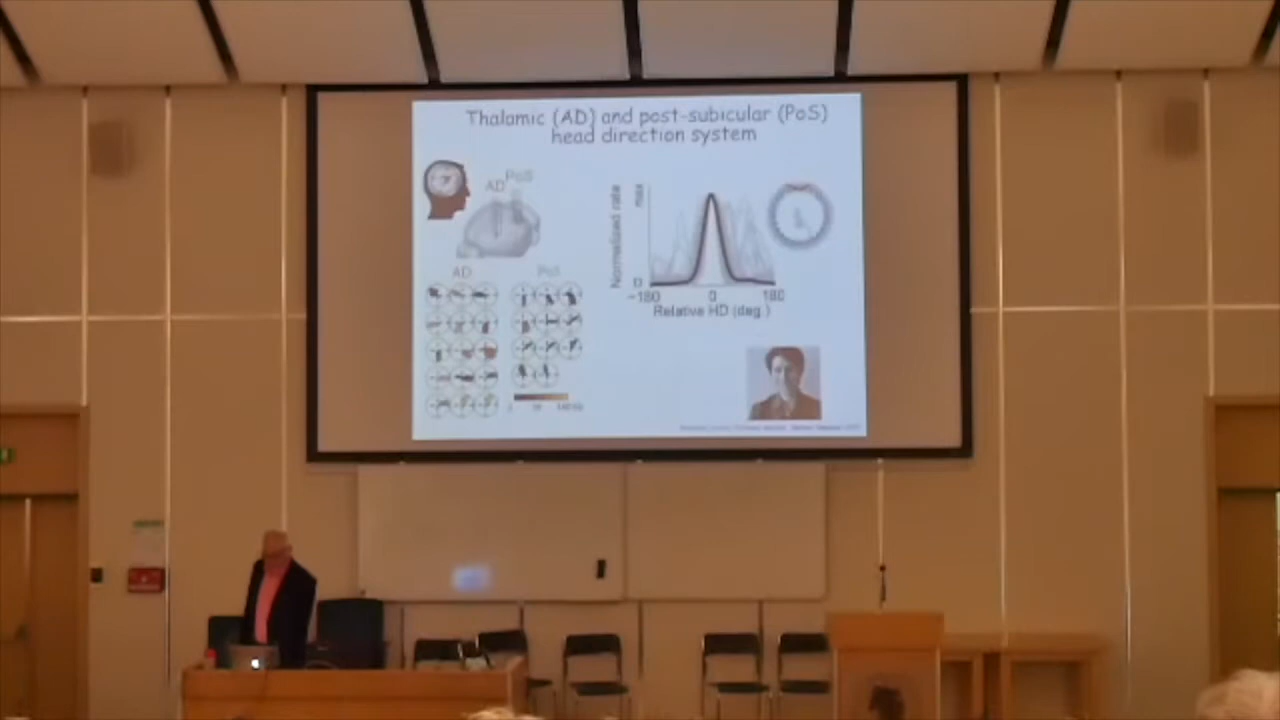 Thalamic (AD) and post-subicular (PoS)
head direction system
AD PoS
AD PoS
Normalized rate
max
0
-180 0 180
Relative HD (deg.)